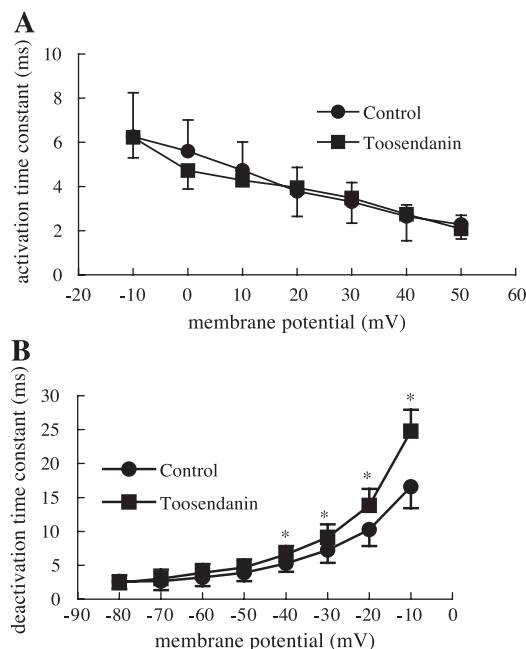 A
activation time constant (ms)
10
8
6
4
2
0
Control
Toosendanin
-20 -10 0 10 20 30 40 50 60
membrane potential (mV)
B
deactivation time constant (ms)
30
25
20
15
10
5
0
Control
Toosendanin
* * * *
-90 -80 -70 -60 -50 -40 -30 -20 -10 0
membrane potential (mV)